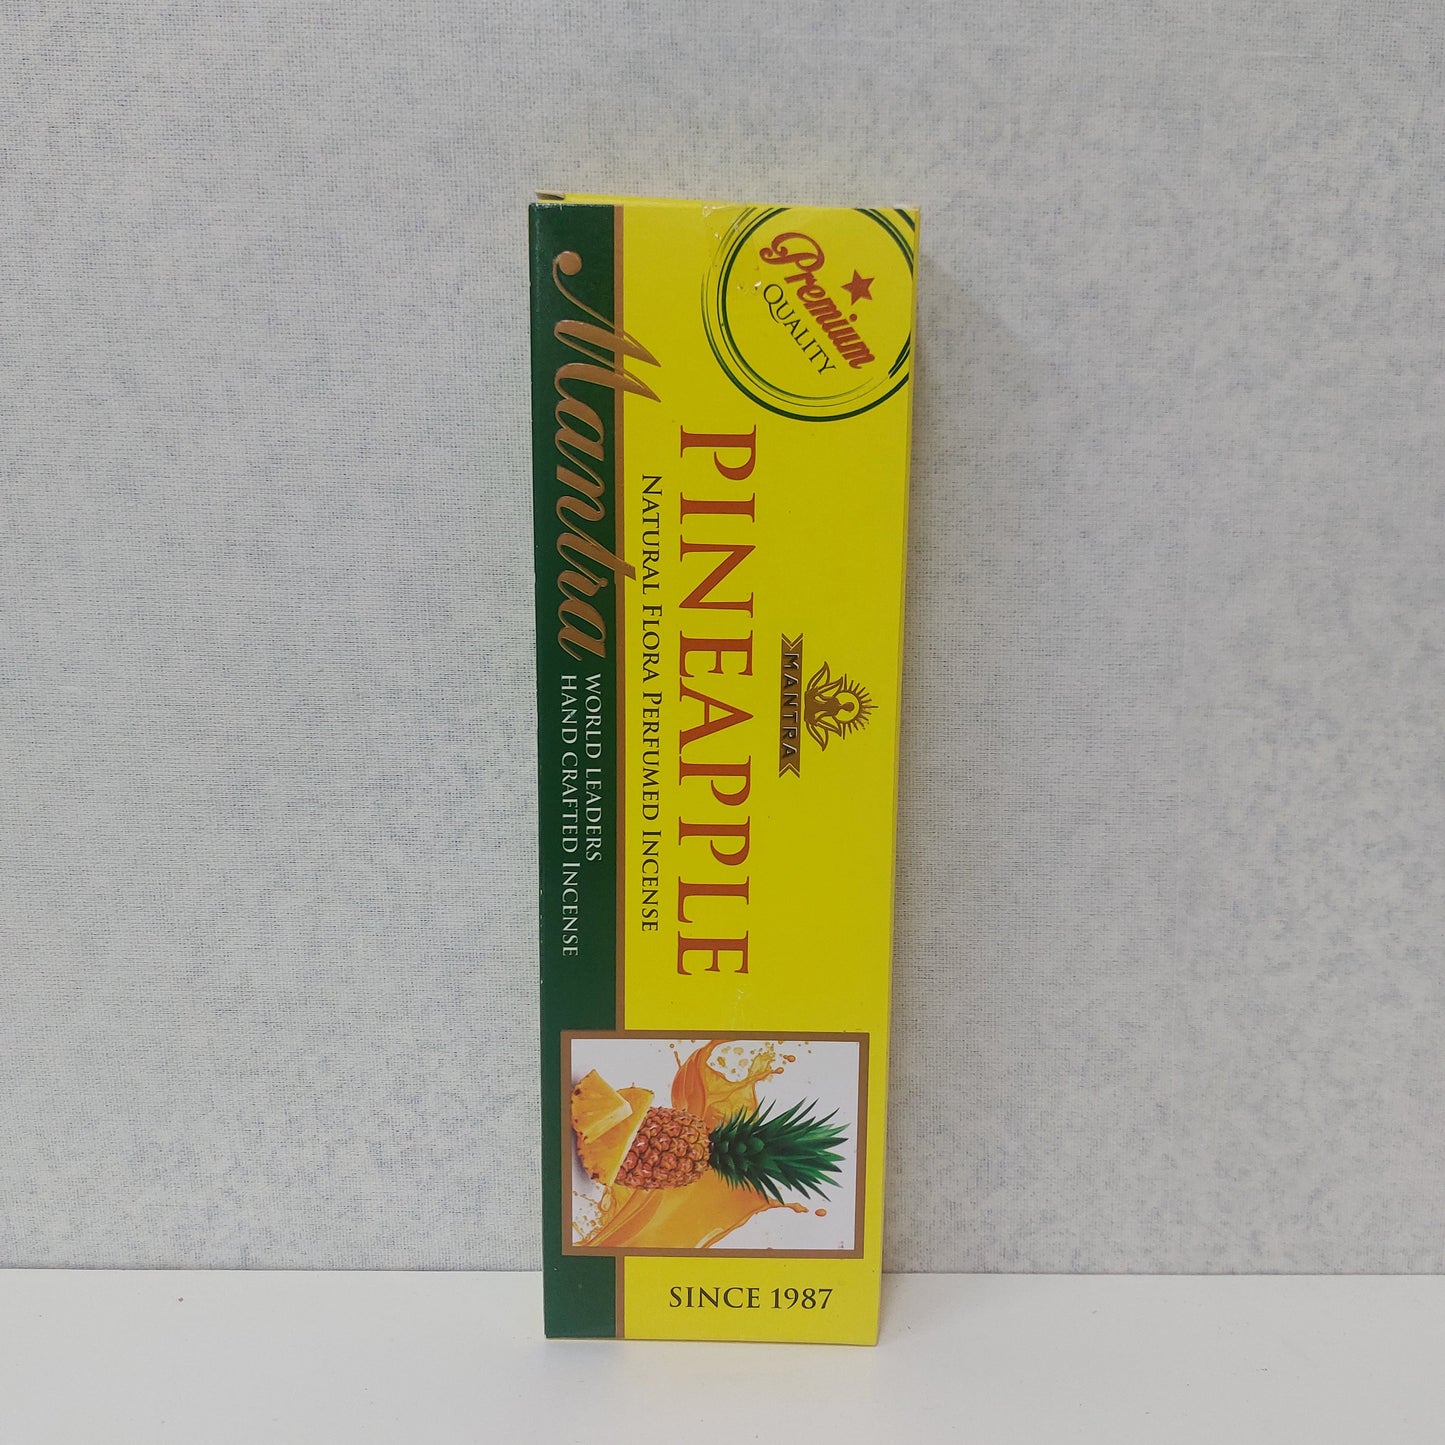 Premium
QUALITY
MANTRA
PINEAPPLE
NATURAL FLORA PERFUMED INCENSE
Mantra
WORLD LEADERS
HAND CRAFTED INCENSE
SINCE 1987